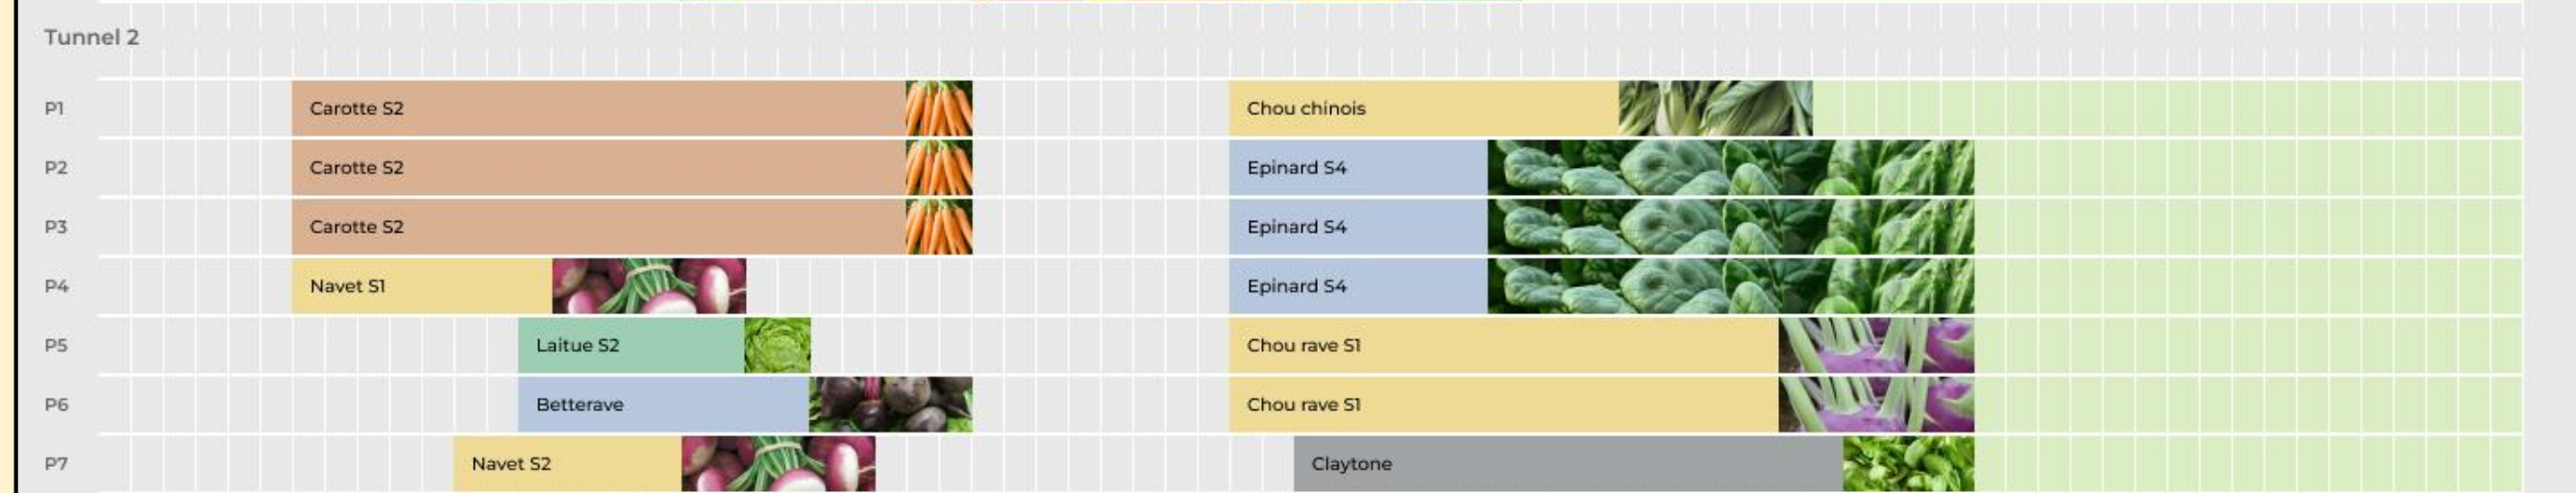 Tunnel 2
P1 Carotte S2 Chou chinois
P2 Carotte S2 Epinard S4
P3 Carotte S2 Epinard S4
P4 Navet S1 Epinard S4
P5 Laitue S2 Chou rave S1
P6 Betterave Chou rave S1
P7 Navet S2 Claytone